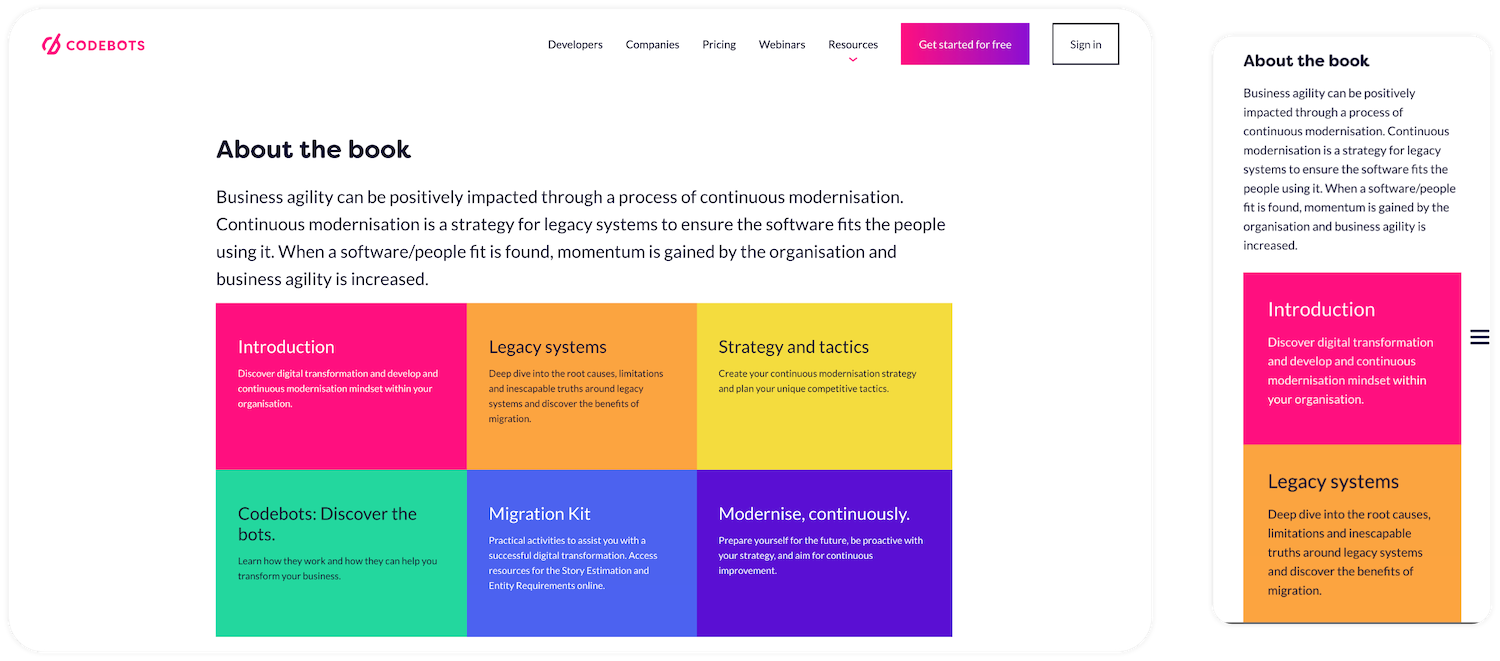 CODEBOTS
Developers Companies Pricing Webinars Resources Get started for free Sign in
About the book
Business agility can be positively impacted through a process of continuous modernisation.
Continuous modernisation is a strategy for legacy systems to ensure the software fits the people
using it. When a software/people fit is found, momentum is gained by the organisation and
business agility is increased.
Introduction
Discover digital transformation and develop and
continuous modernisation mindset within your
organisation.
Legacy systems
Deep dive into the root causes, limitations
and inescapable truths around legacy
systems and discover the benefits of
migration.
Strategy and tactics
Create your continuous modernisation strategy
and plan your unique competitive tactics.
Codebots: Discover the
bots.
Learn how they work and how they can help you
transform your business.
Migration Kit
Practical activities to assist you with a
successful digital transformation. Access
resources for the Story Estimation and
Entity Requirements online.
Modernise, continuously.
Prepare yourself for the future, be proactive with
your strategy, and aim for continuous
improvement.
About the book
Business agility can be positively
impacted through a process of
continuous modernisation. Continuous
modernisation is a strategy for legacy
systems to ensure the software fits the
people using it. When a software/people
fit is found, momentum is gained by the
organisation and business agility is
increased.
Introduction
Discover digital transformation
and develop and continuous
modernisation mindset within
your organisation.
Legacy systems
Deep dive into the root causes,
limitations and inescapable
truths around legacy systems
and discover the benefits of
migration.